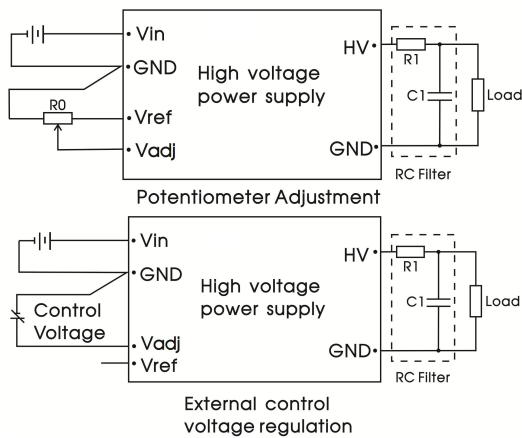 Vin
GND
R0
Vref
Vadj
High voltage
power supply
HV
GND
R1
C1
Load
RC Filter
Potentiometer Adjustment
Vin
GND
Control
Voltage
Vadj
Vref
High voltage
power supply
HV
GND
R1
C1
Load
RC Filter
External control
voltage regulation